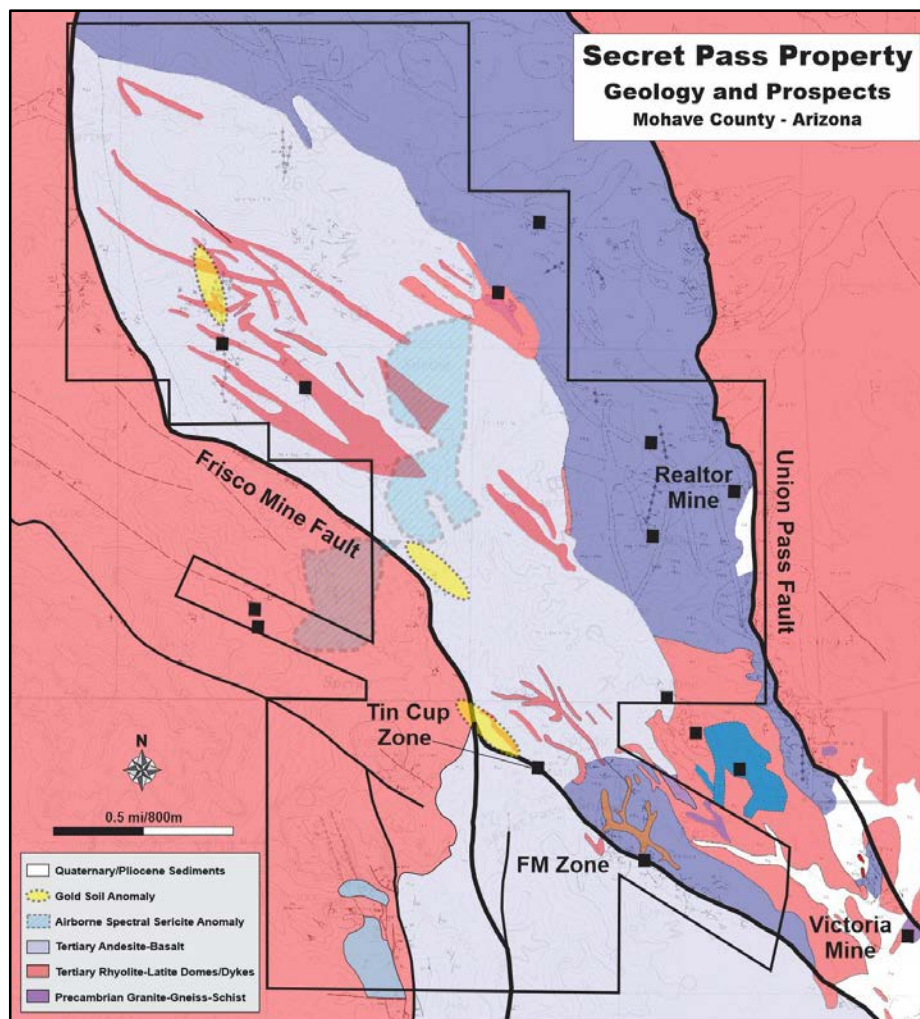 Secret Pass Property
Geology and Prospects
Mohave County - Arizona
Frisco Mine Fault
Realtor
Mine
Union Pass Fault
Tin Cup
Zone
N
0.5 mi/800m
FM Zone
Victoria
Mine
Quaternary/Pliocene Sediments
Gold Soil Anomaly
Airborne Spectral Sericite Anomaly
Tertiary Andesite-Basalt
Tertiary Rhyolite-Latite Domes/Dykes
Precambrian Granite-Gneiss-Schist